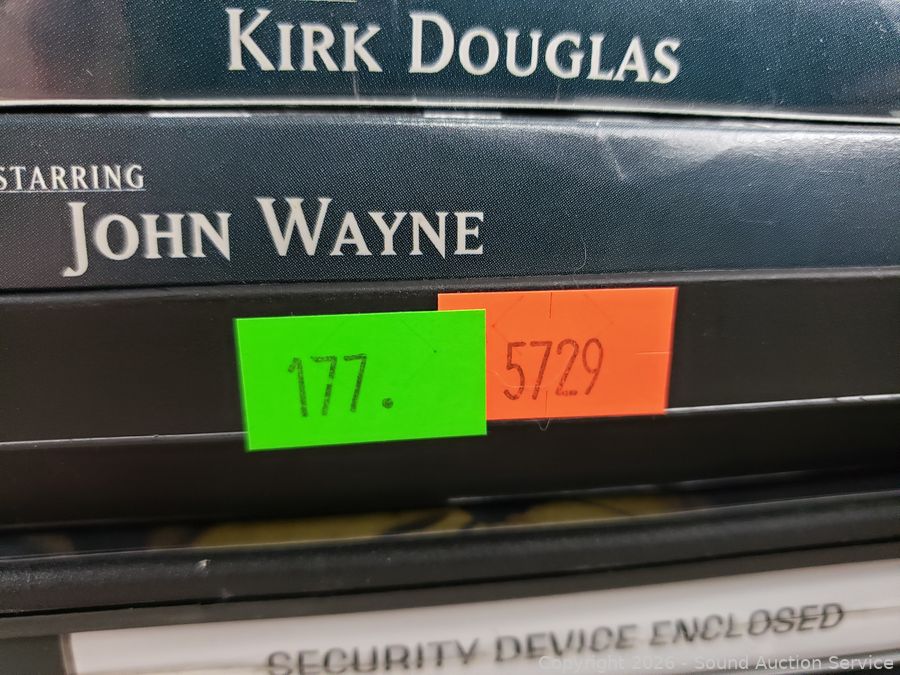 KIRK DOUGLAS
STARRING
JOHN WAYNE
177.
5729
SECURITY DEVICE ENCLOSED
Copyright 2026 - Sound Auction Service